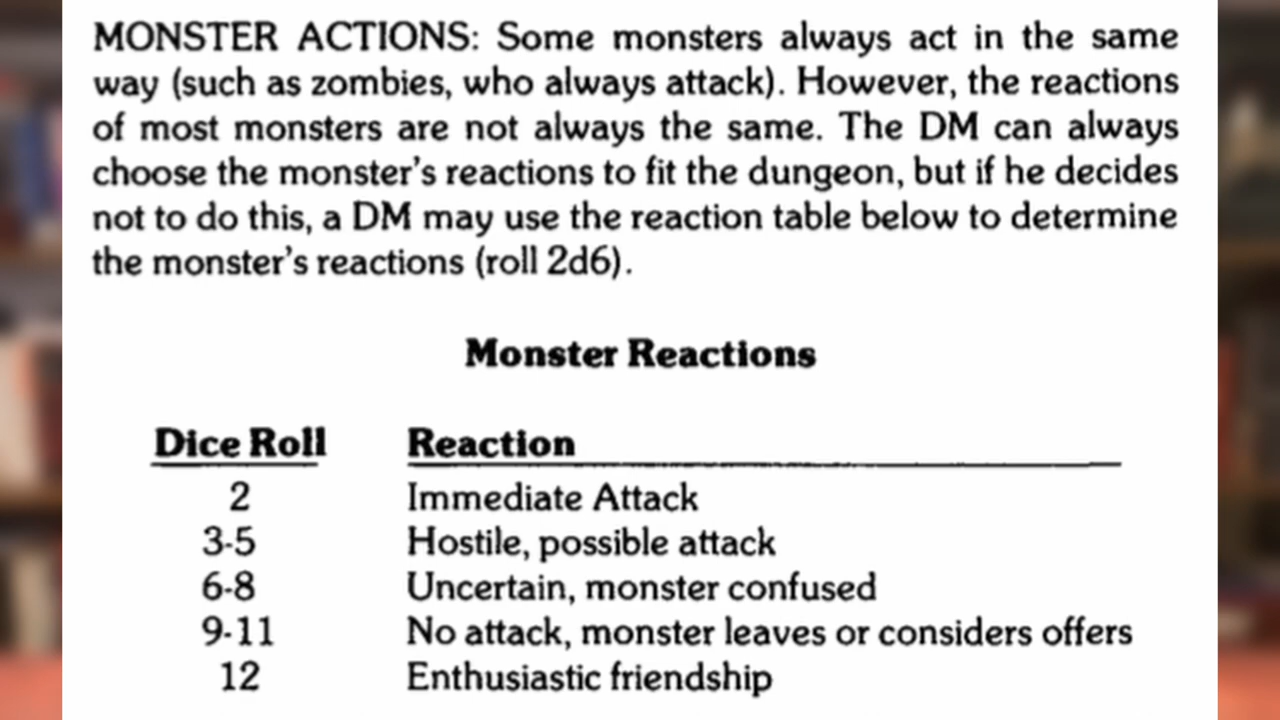 MONSTER ACTIONS: Some monsters always act in the same
way (such as zombies, who always attack). However, the reactions
of most monsters are not always the same. The DM can always
choose the monster's reactions to fit the dungeon, but if he decides
not to do this, a DM may use the reaction table below to determine
the monster's reactions (roll 2d6).
Monster Reactions
Dice Roll Reaction
2 Immediate Attack
3-5 Hostile, possible attack
6-8 Uncertain, monster confused
9-11 No attack, monster leaves or considers offers
12 Enthusiastic friendship